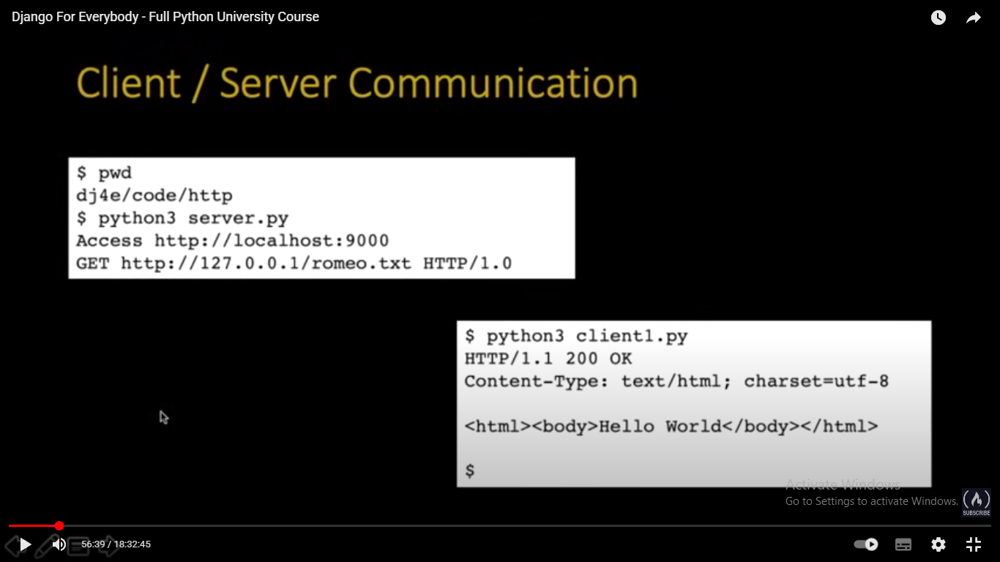 Django For Everybody - Full Python University Course
Client / Server Communication
$ pwd
dj4e/code/http
$ python3 server.py
Access http://localhost:9000
GET http://127.0.0.1/romeo.txt HTTP/1.0
$ python3 client1.py
HTTP/1.1 200 OK
Content-Type: text/html; charset=utf-8
<html><body>Hello World</body></html>
$
Activate Windows
Go to Settings to activate Windows.
SUBSCRIBE
56:39 / 18:32:45